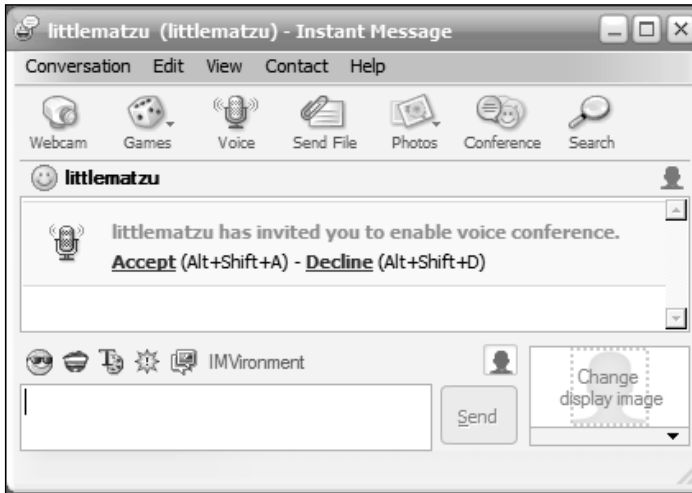 littlematzu (littlematzu) - Instant Message
Conversation Edit View Contact Help
Webcam Games Voice Send File Photos Conference Search
littlematzu
littlematzu has invited you to enable voice conference.
Accept (Alt+Shift+A) - Decline (Alt+Shift+D)
IMVironment
Change
display image
Send